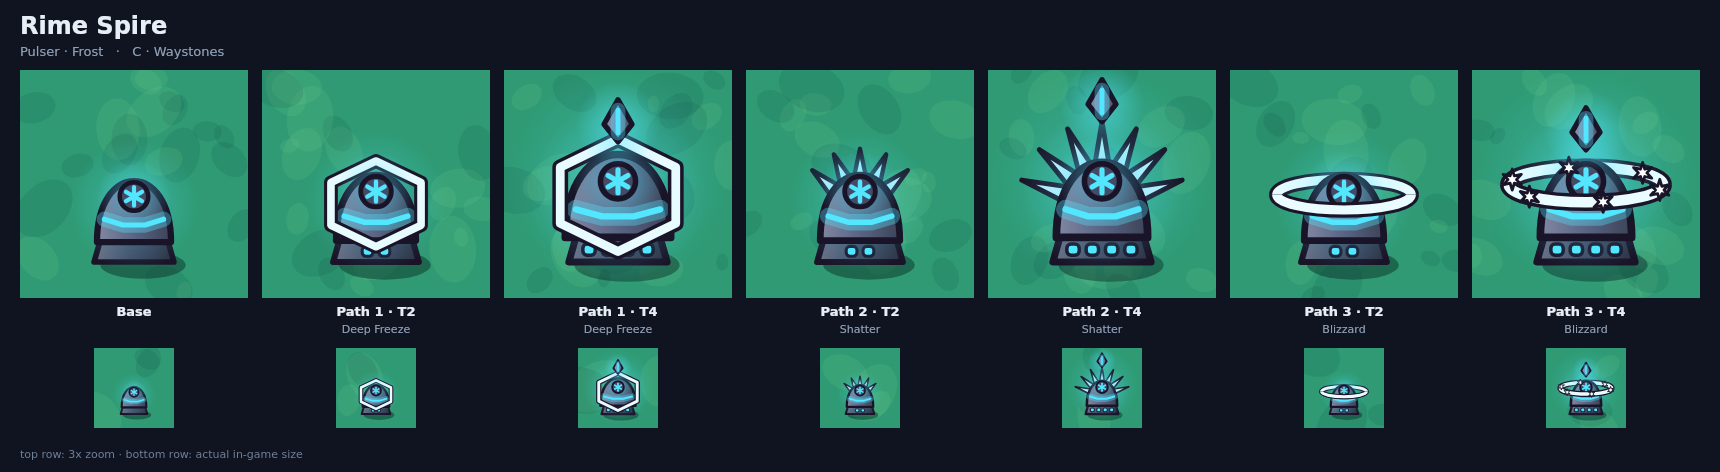 Rime Spire
Pulser · Frost · C · Waystones
Base
Path 1 · T2
Deep Freeze
Path 1 · T4
Deep Freeze
Path 2 · T2
Shatter
Path 2 · T4
Shatter
Path 3 · T2
Blizzard
Path 3 · T4
Blizzard
top row: 3x zoom · bottom row: actual in-game size